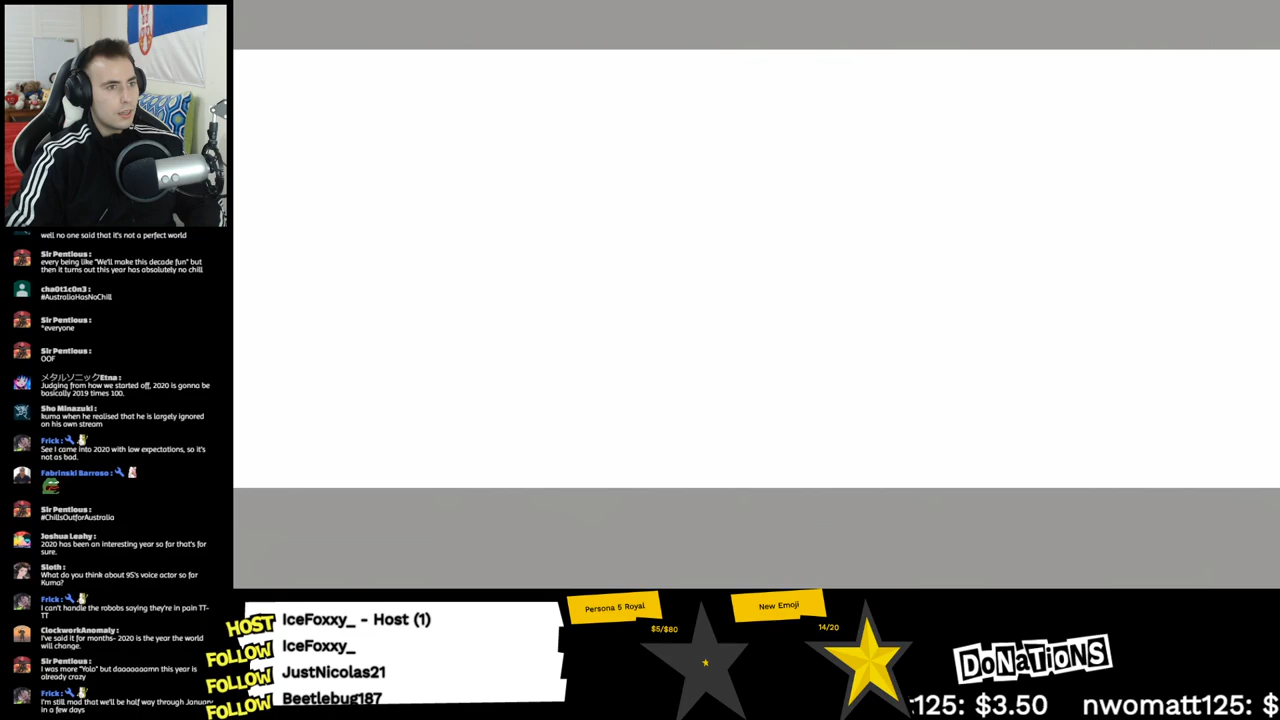 well no one said that it's not a perfect world
Sir Pentious :
every being like "We'll make this decade fun" but
then it turns out this year has absolutely no chill
cha0t1c0n3 :
#AustraliaHasNoChill
Sir Pentious :
*everyone
Sir Pentious :
OOF
メタルソニックEtna :
Judging from how we started off, 2020 is gonna be
basically 2019 times 100.
Sho Minazuki :
kuma when he realised that he is largely ignored
on his own stream
Frick :
See I came into 2020 with low expectations, so it's
not as bad.
Fabrinski Barroso :
Sir Pentious :
#ChillsOutforAustralia
Joshua Leahy :
2020 has been an interesting year so far that's for
sure.
Sloth :
What do you think about 9S's voice actor so far
Kuma?
Frick :
I can't handle the robobs saying they're in pain TT-
TT
ClockworkAnomaly :
I've said it for months- 2020 is the year the world
will change.
Sir Pentious :
I was more "Yolo" but daooooooamn this year is
already crazy
Frick :
I'm still mad that we'll be half way through January
in a few days
HOST IceFoxxy_ - Host (1)
FOLLOW IceFoxxy_
FOLLOW JustNicolas21
FOLLOW Beetlebug187
Persona 5 Royal
$5/$80
New Emoji
14/20
DONATIONS
125: $3.50 nwomatt125: $